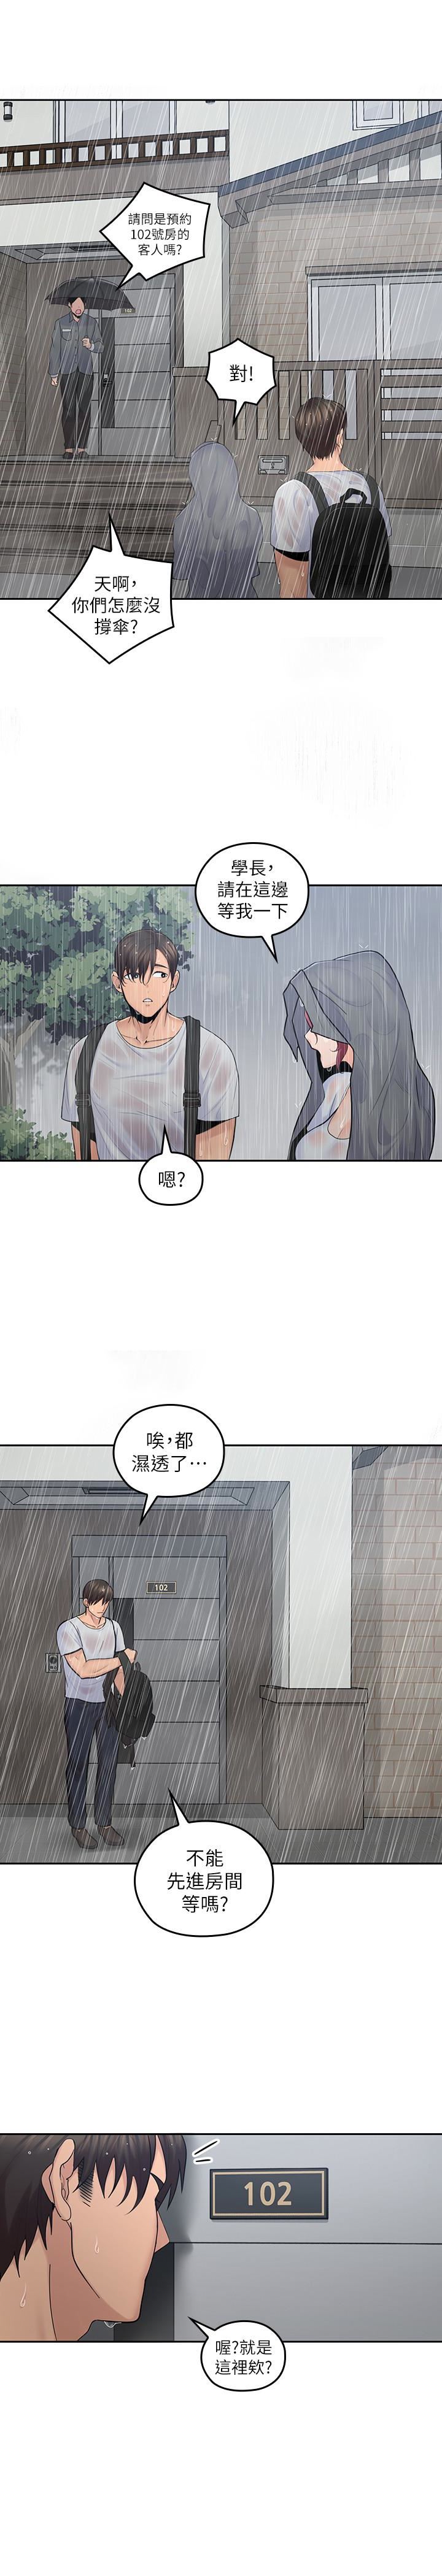 請問是預約
102號房的
客人嗎?
102
對!
天啊,
你們怎麼沒
撐傘?
學長,
請在這邊
等我一下
嗯?
唉,都
濕透了…
102
不能
先進房間
等嗎?
102
喔?就是
這裡欸?